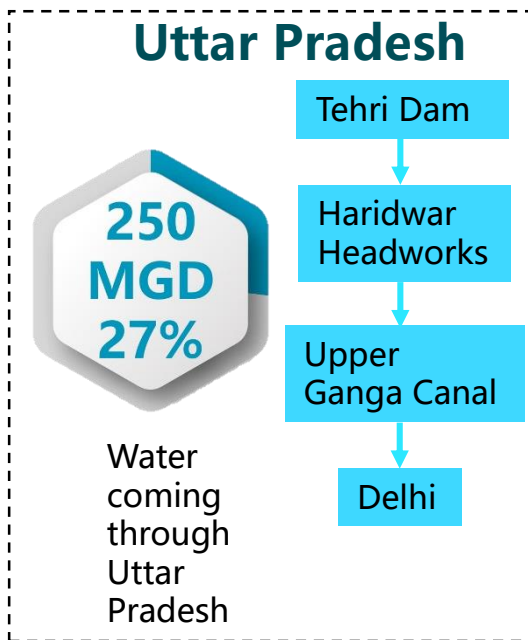 Uttar Pradesh
250
MGD
27%
Water
coming
through
Uttar
Pradesh
Tehri Dam
Haridwar
Headworks
Upper
Ganga Canal
Delhi